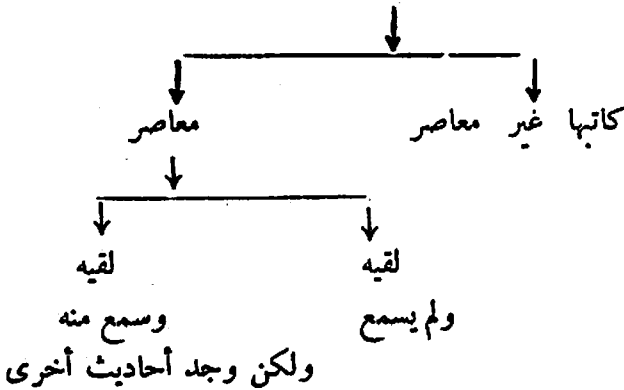 كاتبها غير معاصر
معاصر
لقيه
ولم يسمع
لقيه
وسمع منه
ولكن وجد أحاديث أخرى